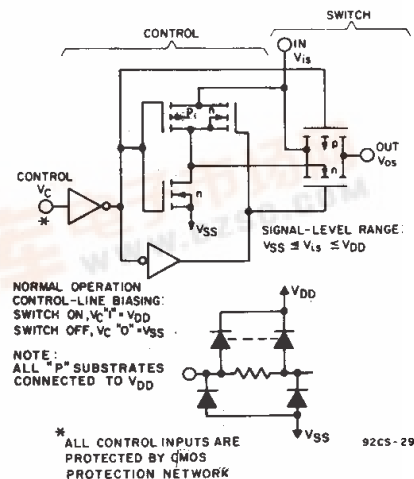 CONTROL
SWITCH
IN
Vis
p
n
p
n
OUT
Vos
CONTROL
VC
*
n
VSS
SIGNAL-LEVEL RANGE:
VSS ≤ Vis ≤ VDD
NORMAL OPERATION
CONTROL-LINE BIASING:
SWITCH ON, VC "1" = VDD
SWITCH OFF, VC "0" = VSS
NOTE:
ALL "P" SUBSTRATES
CONNECTED TO VDD
VDD
VSS
*ALL CONTROL INPUTS ARE
PROTECTED BY CMOS
PROTECTION NETWORK
92CS-29